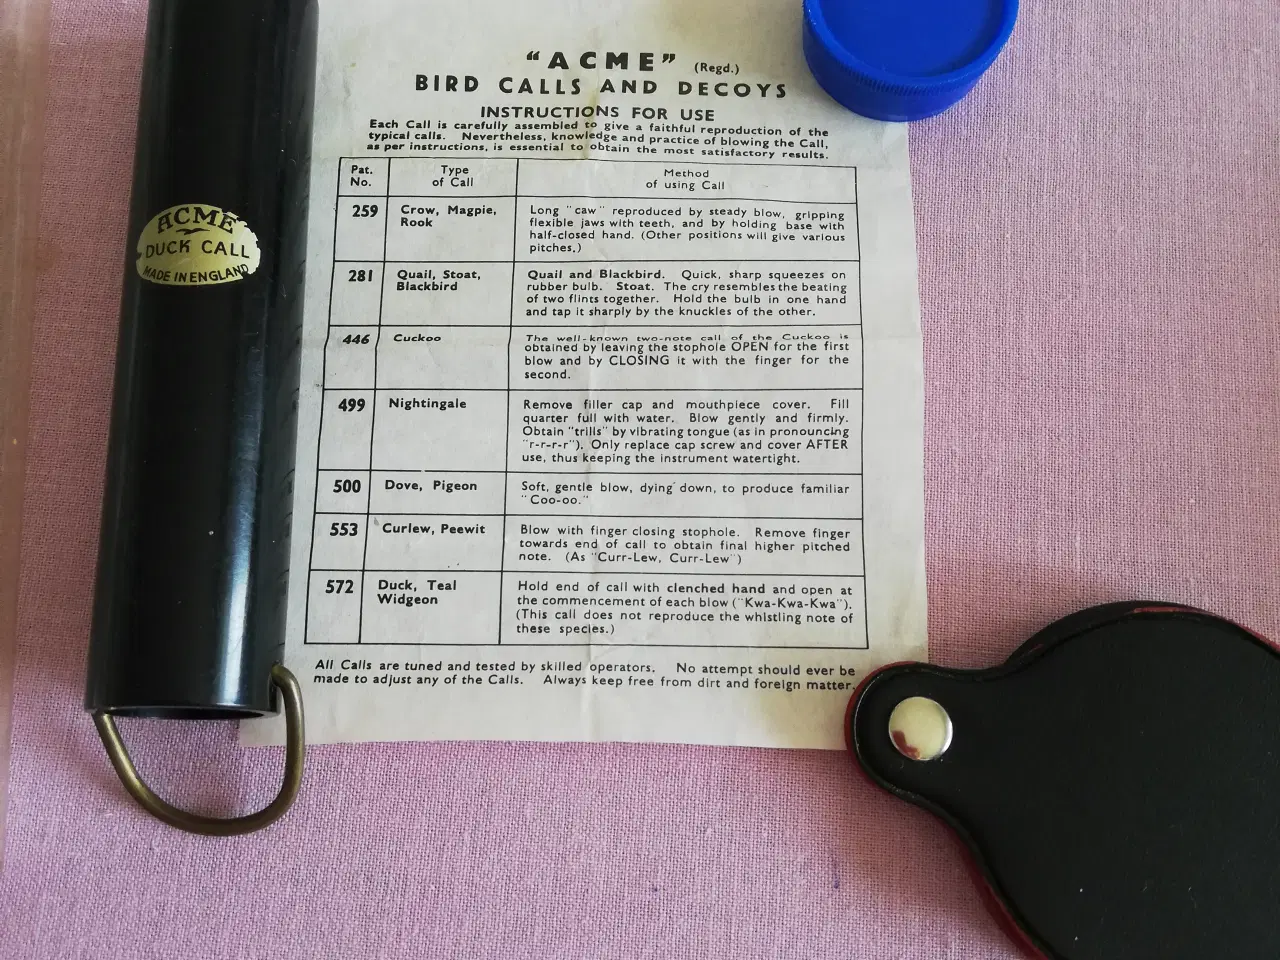 "ACME" (Regd.)
BIRD CALLS AND DECOYS
INSTRUCTIONS FOR USE
Each Call is carefully assembled to give a faithful reproduction of the
typical calls. Nevertheless, knowledge and practice of blowing the Call,
as per instructions, is essential to obtain the most satisfactory results.
Pat. No.
Type of Call
Method of using Call
259
Crow, Magpie,
Rook
Long "caw" reproduced by steady blow, gripping
flexible jaws with teeth, and by holding base with
half-closed hand. (Other positions will give various
pitches.)
281
Quail, Stoat,
Blackbird
Quail and Blackbird. Quick, sharp squeezes on
rubber bulb. Stoat. The cry resembles the beating
of two flints together. Hold the bulb in one hand
and tap it sharply by the knuckles of the other.
446
Cuckoo
The well-known two-note call of the Cuckoo is
obtained by leaving the stophole OPEN for the first
blow and by CLOSING it with the finger for the
second.
499
Nightingale
Remove filler cap and mouthpiece cover. Fill
quarter full with water. Blow gently and firmly.
Obtain "trills" by vibrating tongue (as in pronouncing
"r-r-r-r"). Only replace cap screw and cover AFTER
use, thus keeping the instrument watertight.
500
Dove, Pigeon
Soft, gentle blow, dying down, to produce familiar
"Coo-oo."
553
Curlew, Peewit
Blow with finger closing stophole. Remove finger
towards end of call to obtain final higher pitched
note. (As "Curr-Lew, Curr-Lew")
572
Duck, Teal
Widgeon
Hold end of call with clenched hand and open at
the commencement of each blow ("Kwa-Kwa-Kwa").
(This call does not reproduce the whistling note of
these species.)
All Calls are tuned and tested by skilled operators. No attempt should ever be
made to adjust any of the Calls. Always keep free from dirt and foreign matter.
ACME
DUCK CALL
MADE IN ENGLAND